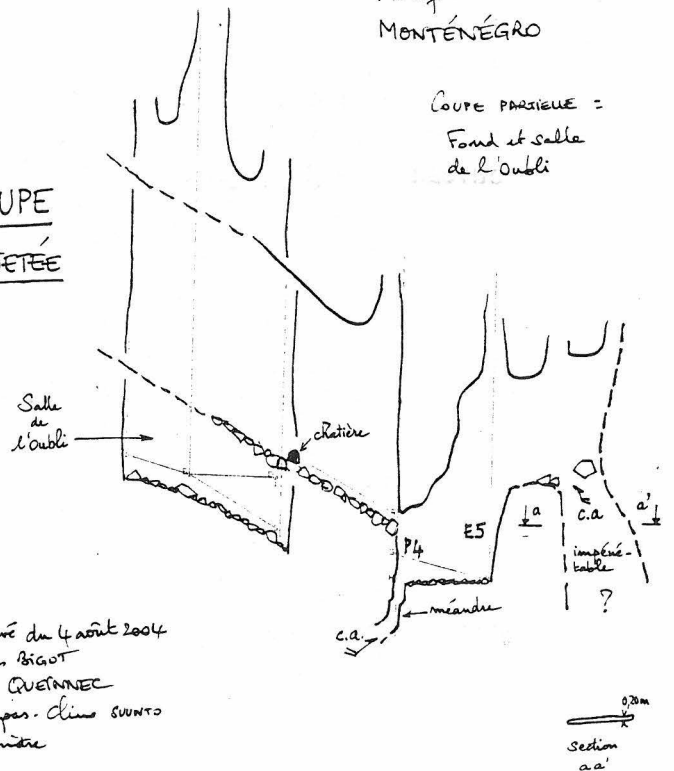 MONTÉNÉGRO
COUPE PARTIELLE =
Fond et salle
de l'Oubli
UPE
JETÉE
Salle
de
l'Oubli
chatière
P4
E5
a
a'
c.a
impéné-
trable
?
méandre
c.a.
du 4 août 2004
BIGOT
QUEINNEC
Clino SUUNTO
0,20m
Section
aa'